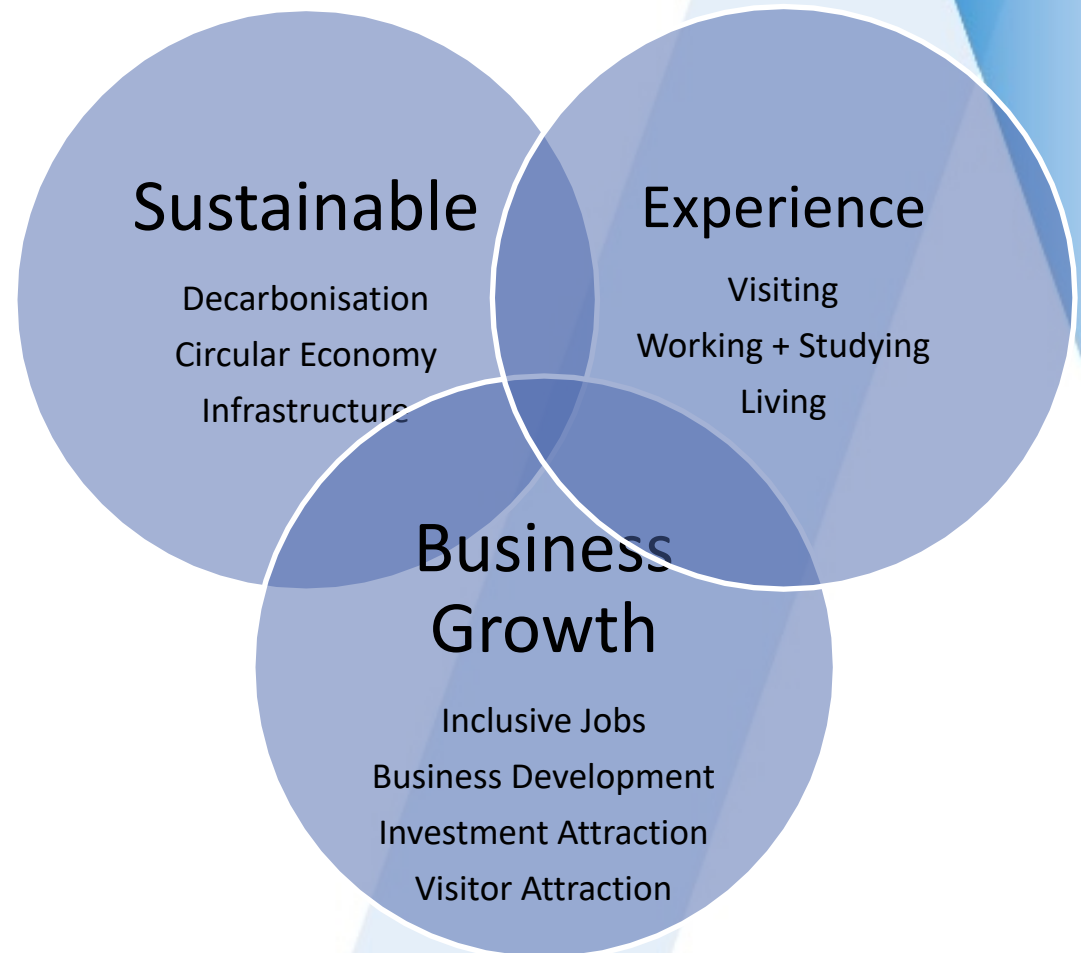 Sustainable
Decarbonisation
Circular Economy
Infrastructure
Experience
Visiting
Working + Studying
Living
Business
Growth
Inclusive Jobs
Business Development
Investment Attraction
Visitor Attraction